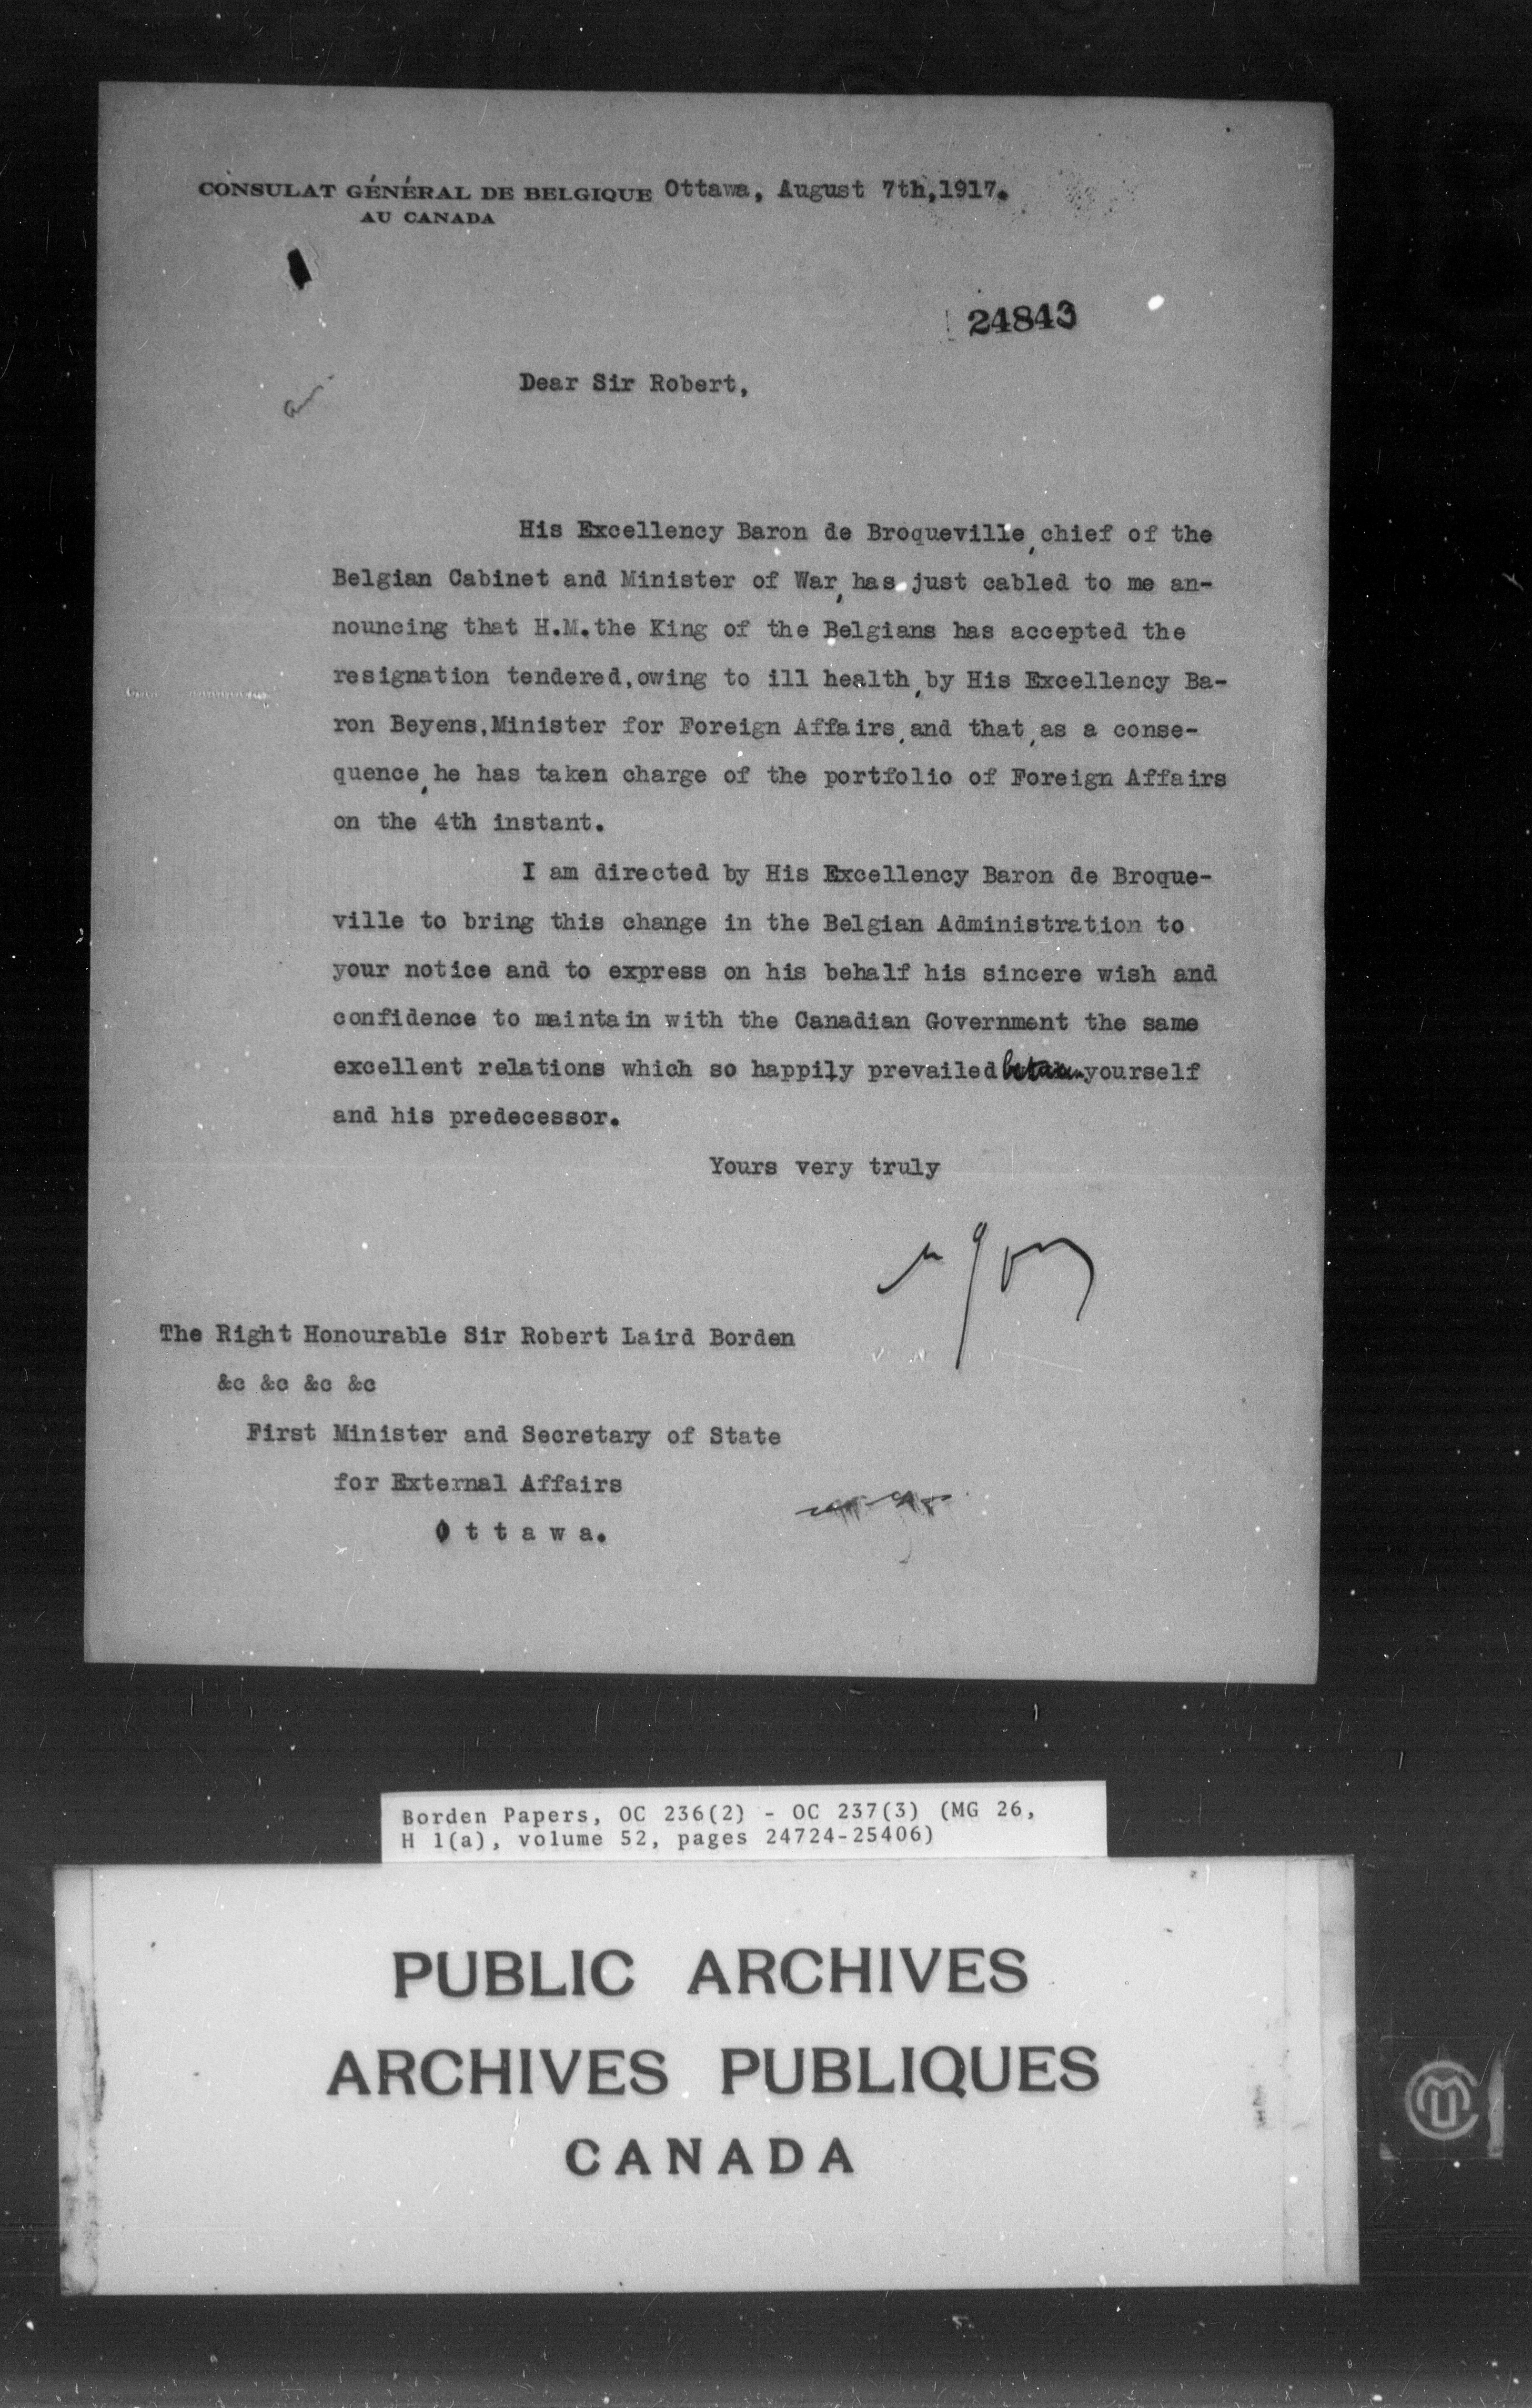 CONSULAT GÉNÉRAL DE BELGIQUE Ottawa, August 7th,1917.
AU CANADA
24843
Dear Sir Robert,
His Excellency Baron de Broqueville, chief of the
Belgian Cabinet and Minister of War, has just cabled to me an-
nouncing that H.M.the King of the Belgians has accepted the
resignation tendered,owing to ill health, by His Excellency Ba-
ron Beyens,Minister for Foreign Affairs, and that, as a conse-
quence, he has taken charge of the portfolio of Foreign Affairs
on the 4th instant.
I am directed by His Excellency Baron de Broque-
ville to bring this change in the Belgian Administration to
your notice and to express on his behalf his sincere wish and
confidence to maintain with the Canadian Government the same
excellent relations which so happily prevailed between yourself
and his predecessor.
Yours very truly
The Right Honourable Sir Robert Laird Borden
&c &c &c &c
First Minister and Secretary of State
for External Affairs
O t t a w a.
Borden Papers, OC 236(2) - OC 237(3) (MG 26,
H 1(a), volume 52, pages 24724-25406)
PUBLIC ARCHIVES
ARCHIVES PUBLIQUES
CANADA